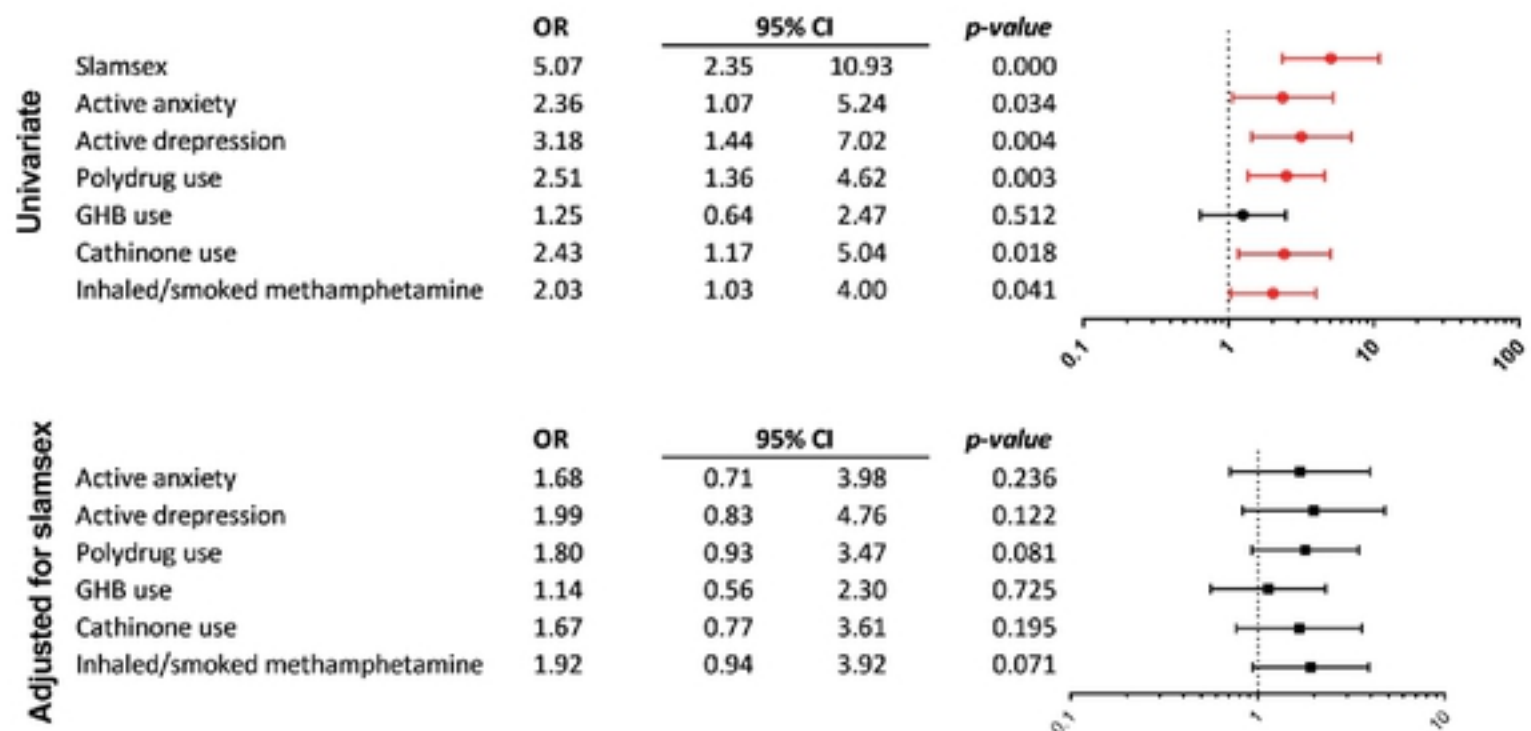 Univariate
OR 95% CI p-value
Slamsex 5.07 2.35 10.93 0.000
Active anxiety 2.36 1.07 5.24 0.034
Active drepression 3.18 1.44 7.02 0.004
Polydrug use 2.51 1.36 4.62 0.003
GHB use 1.25 0.64 2.47 0.512
Cathinone use 2.43 1.17 5.04 0.018
Inhaled/smoked methamphetamine 2.03 1.03 4.00 0.041
0.1 1 10 100
Adjusted for slamsex
OR 95% CI p-value
Active anxiety 1.68 0.71 3.98 0.236
Active drepression 1.99 0.83 4.76 0.122
Polydrug use 1.80 0.93 3.47 0.081
GHB use 1.14 0.56 2.30 0.725
Cathinone use 1.67 0.77 3.61 0.195
Inhaled/smoked methamphetamine 1.92 0.94 3.92 0.071
0.1 1 10